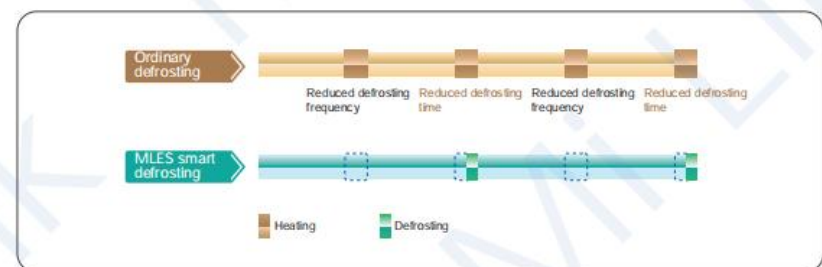 Ordinary
defrosting
Reduced defrosting
frequency
Reduced defrosting
time
Reduced defrosting
frequency
Reduced defrosting
time
MLES smart
defrosting
Heating
Defrosting